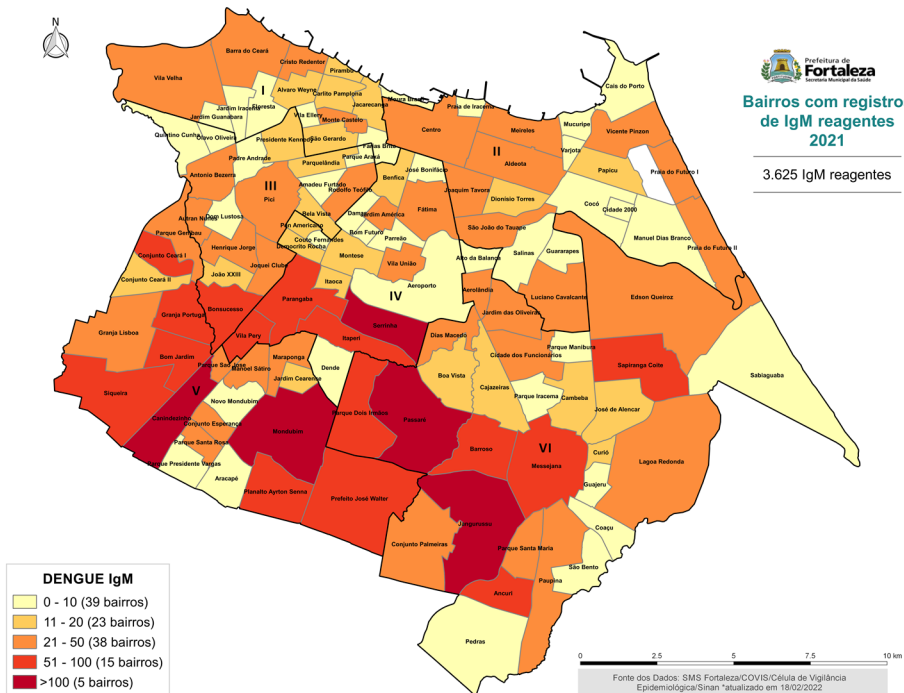 N
Prefeitura de
Fortaleza
Secretaria Municipal da Saúde
Bairros com registro
de IgM reagentes
2021
3.625 IgM reagentes
Barra do Ceará
Vila Velha
Cristo Redentor
Pirambu
Cais do Porto
I
Alvaro Weyne
Carlito Pamplona
Jacarecanga
Moura Brasil
Praia de Iracema
Jardim Iracema
Floresta
Jardim Guanabara
Vila Ellery
Monte Castelo
Mucuripe
Vicente Pinzon
Quintino Cunha
Olavo Oliveira
Presidente Kennedy
São Gerardo
Farias Brito
Centro
Meireles
Varjota
II
Padre Andrade
Parquelândia
Parque Araxá
Aldeota
Papicu
Praia do Futuro I
Antonio Bezerra
III
Amadeu Furtado
Rodolfo Teófilo
Benfica
José Bonifácio
Joaquim Tavora
Dionisio Torres
Pici
Cocó
Cidade 2000
Autran Nunes
Dom Lustosa
Bela Vista
Damas
Jardim América
Fátima
Parque Genibau
Pan Americano
Bom Futuro
São João do Tauape
Manuel Dias Branco
Praia do Futuro II
Couto Fernandes
Democrito Rocha
Parreão
Henrique Jorge
Conjunto Ceará I
Montese
Vila União
Alto da Balança
Salinas
Guararapes
Joquei Clube
João XXIII
Conjunto Ceará II
Itaoca
Aeroporto
IV
Aerolândia
Luciano Cavalcante
Edson Queiroz
Granja Portugal
Bonsucesso
Parangaba
Jardim das Oliveiras
Serrinha
Granja Lisboa
Vila Pery
Itaperi
Dias Macedo
Parque Manibura
Bom Jardim
Parque São José
Manoel Sátiro
Maraponga
Dende
Cidade dos Funcionários
Sapiranga Coite
Sabiaguaba
Siqueira
V
Jardim Cearense
Boa Vista
Cajazeiras
Parque Iracema
Cambeba
José de Alencar
Canindezinho
Novo Mondubim
Conjunto Esperança
Parque Dois Irmãos
Passaré
Mondubim
Parque Santa Rosa
Barroso
VI
Messejana
Curió
Lagoa Redonda
Parque Presidente Vargas
Aracapé
Planalto Ayrton Senna
Prefeito José Walter
Guajeru
Jangurussu
Coaçu
Conjunto Palmeiras
Parque Santa Maria
São Bento
Paupina
Ancuri
Pedras
DENGUE IgM
0 - 10 (39 bairros)
11 - 20 (23 bairros)
21 - 50 (38 bairros)
51 - 100 (15 bairros)
>100 (5 bairros)
0 2.5 5 7.5 10 km
Fonte dos Dados: SMS Fortaleza/COVIS/Célula de Vigilância
Epidemiológica/Sinan *atualizado em 18/02/2022